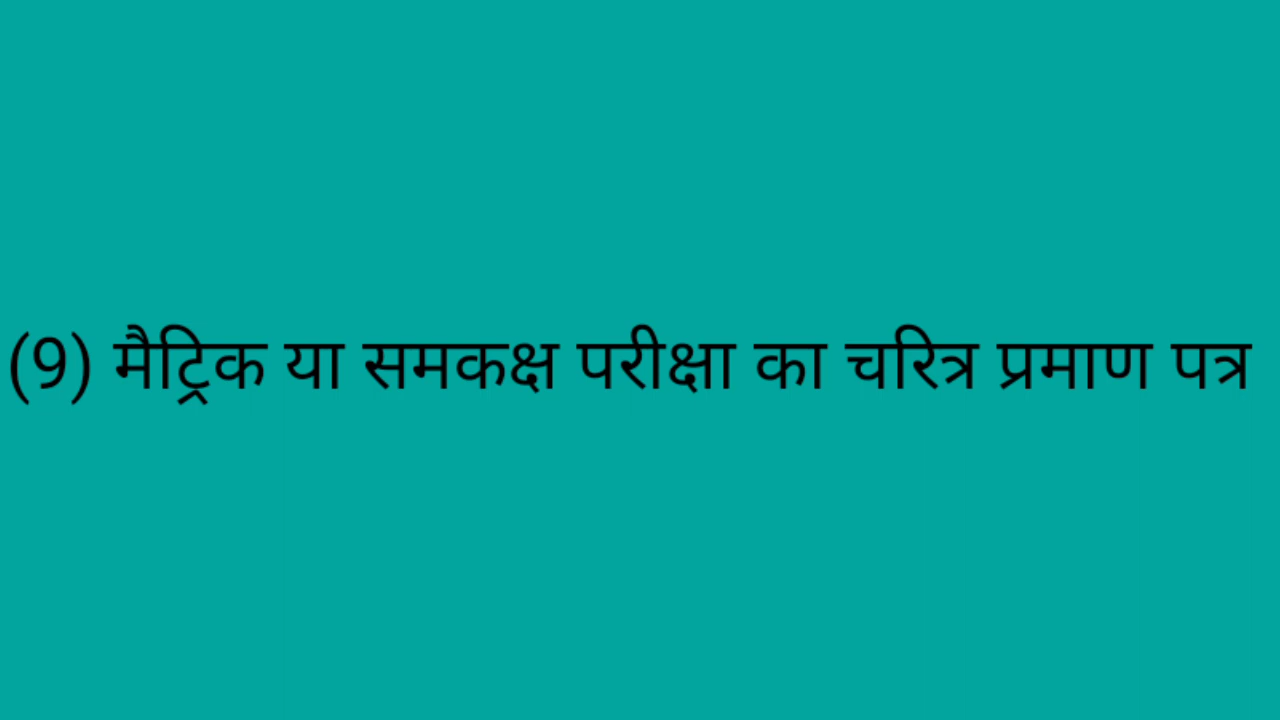 (9) मैट्रिक या समकक्ष परीक्षा का चरित्र प्रमाण पत्र